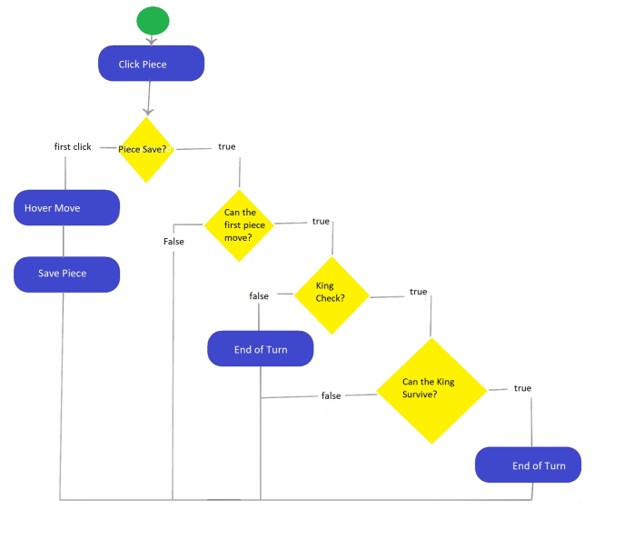 Click Piece
first click
Piece Save?
true
Hover Move
Can the
first piece
move?
true
False
Save Piece
King
Check?
false
true
End of Turn
Can the King
Survive?
true
false
End of Turn